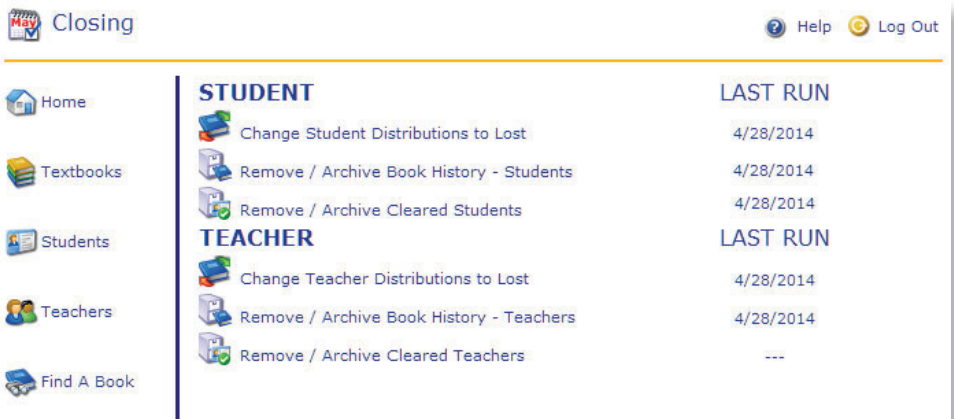 May
Closing
Help
Log Out
Home
Textbooks
Students
Teachers
Find A Book
STUDENT LAST RUN
Change Student Distributions to Lost 4/28/2014
Remove / Archive Book History - Students 4/28/2014
Remove / Archive Cleared Students 4/28/2014
TEACHER LAST RUN
Change Teacher Distributions to Lost 4/28/2014
Remove / Archive Book History - Teachers 4/28/2014
Remove / Archive Cleared Teachers ---